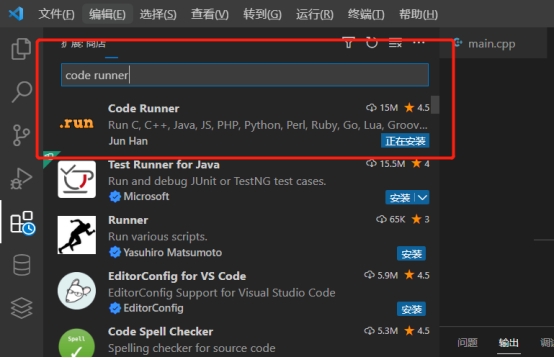 文件(F) 编辑(E) 选择(S) 查看(V) 转到(G) 运行(R) 终端(T) 帮助(H)
扩展: 商店
main.cpp
code runner
Code Runner 15M 4.5
.run
Run C, C++, Java, JS, PHP, Python, Perl, Ruby, Go, Lua, Groov...
Jun Han 正在安装
Test Runner for Java 15.5M 4
Run and debug JUnit or TestNG test cases.
Microsoft 安装
Runner 65K 3
Run various scripts.
Yasuhiro Matsumoto 安装
EditorConfig for VS Code 5.9M 4.5
EditorConfig Support for Visual Studio Code
EditorConfig 安装
Code Spell Checker 5.3M 4.5
Spell
Spelling checker for source code
问题 输出